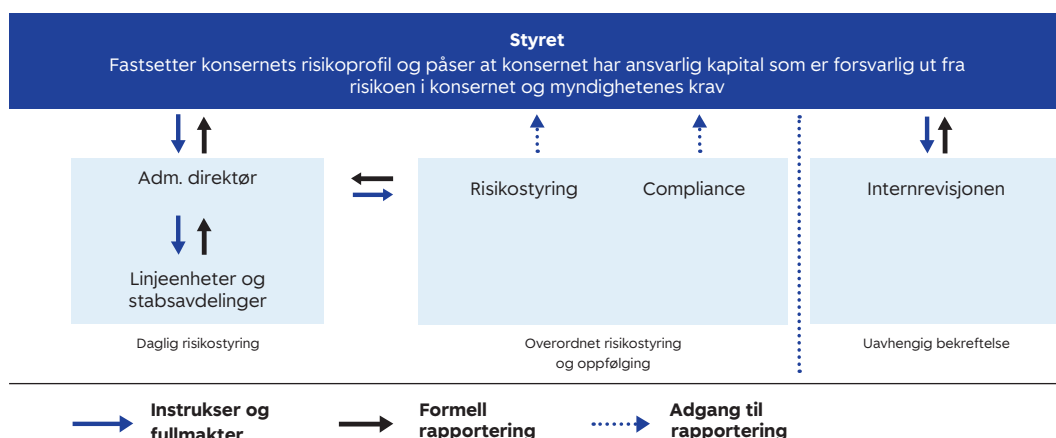 Styret
Fastsetter konsernets risikoprofil og påser at konsernet har ansvarlig kapital som er forsvarlig ut fra
risikoen i konsernet og myndighetenes krav
Adm. direktør
Linjeenheter og
stabsavdelinger
Daglig risikostyring
Risikostyring
Compliance
Overordnet risikostyring
og oppfølging
Internrevisjonen
Uavhengig bekreftelse
Instrukser og
fullmakter
Formell
rapportering
Adgang til
rapportering